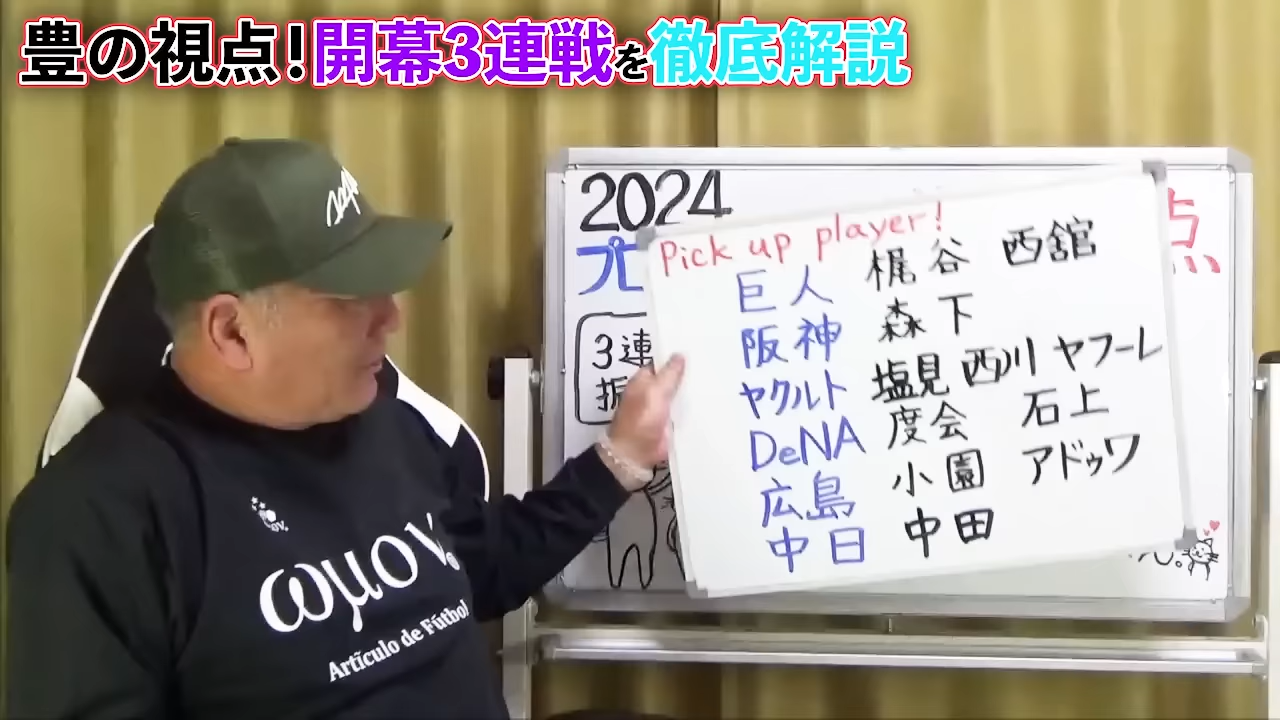 豊の視点!開幕3連戦を徹底解説
2024
Pick up player!
巨人 梶谷 西舘
阪神 森下
ヤクルト 塩見 西川 ヤフーレ
DeNA 度会 石上
広島 小園 アドゥワ
中日 中田
3連
振
点
ωμον.
Artículo de Fútbol